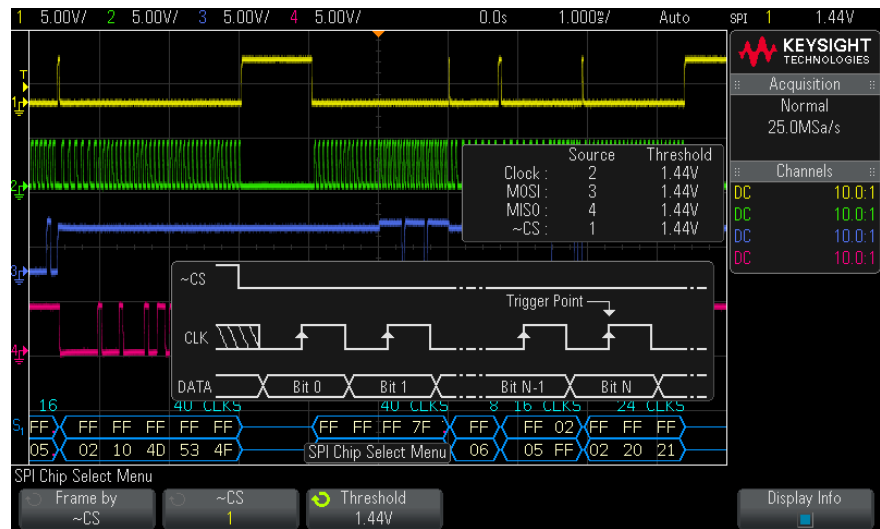 1 5.00V/ 2 5.00V/ 3 5.00V/ 4 5.00V/ 0.0s 1.000ms/ Auto SPI 1 1.44V
KEYSIGHT
TECHNOLOGIES
Acquisition
Normal
25.0MSa/s
Channels
DC 10.0:1
DC 10.0:1
DC 10.0:1
DC 10.0:1
T
1
2
3
4
Source Threshold
Clock : 2 1.44V
MOSI : 3 1.44V
MISO : 4 1.44V
~CS : 1 1.44V
~CS
Trigger Point
CLK
DATA Bit 0 Bit 1 Bit N-1 Bit N
16 40 CLKS 40 CLKS 8 16 CLKS 24 CLKS
S1 FF FF FF FF FF FF FF FF FF 7F FF FF 02 FF FF FF
05 02 10 4D 53 4F 06 05 FF 02 20 21
SPI Chip Select Menu
SPI Chip Select Menu
Frame by ~CS Threshold Display Info
~CS 1 1.44V